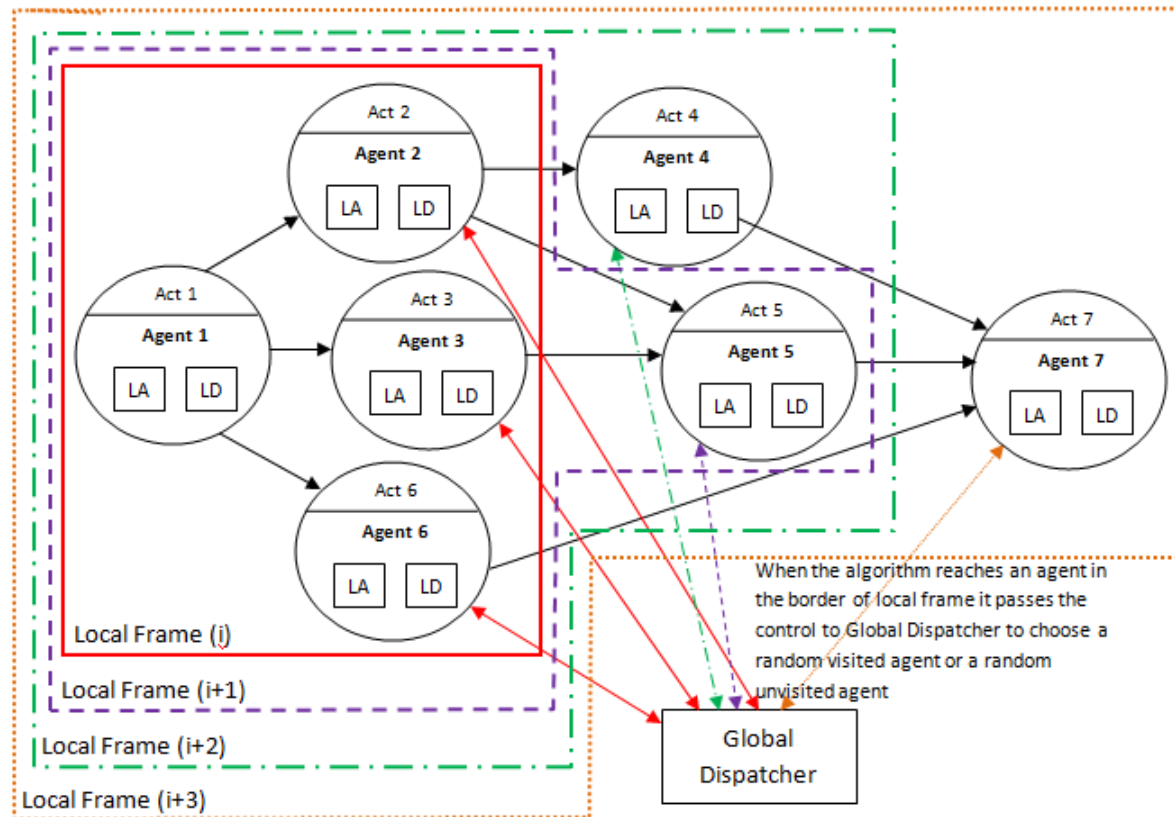 Act 2
Agent 2
LA LD
Act 4
Agent 4
LA LD
Act 1
Agent 1
LA LD
Act 3
Agent 3
LA LD
Act 5
Agent 5
LA LD
Act 7
Agent 7
LA LD
Act 6
Agent 6
LA LD
Local Frame (i)
Local Frame (i+1)
Local Frame (i+2)
Local Frame (i+3)
When the algorithm reaches an agent in
the border of local frame it passes the
control to Global Dispatcher to choose a
random visited agent or a random
unvisited agent
Global
Dispatcher